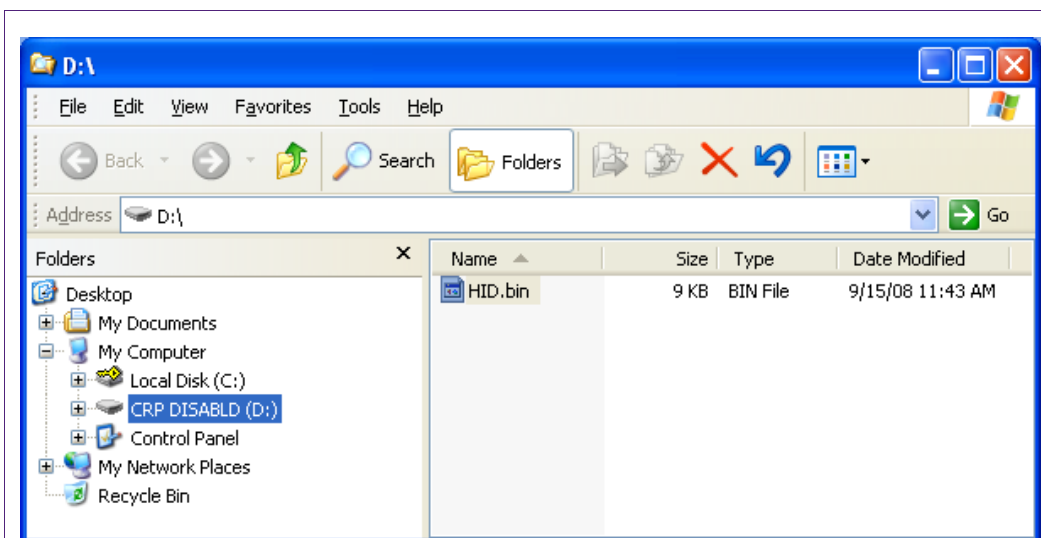 D:\
File Edit View Favorites Tools Help
Back Search Folders
Address D:\ Go
Folders x Name Size Type Date Modified
Desktop HID.bin 9 KB BIN File 9/15/08 11:43 AM
My Documents
My Computer
Local Disk (C:)
CRP DISABLD (D:)
Control Panel
My Network Places
Recycle Bin